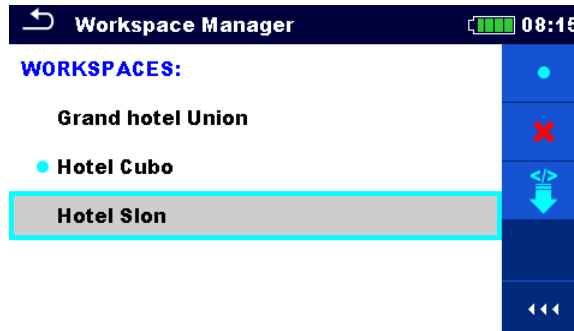 Workspace Manager 08:15
WORKSPACES:
Grand hotel Union
Hotel Cubo
</>
Hotel Slon